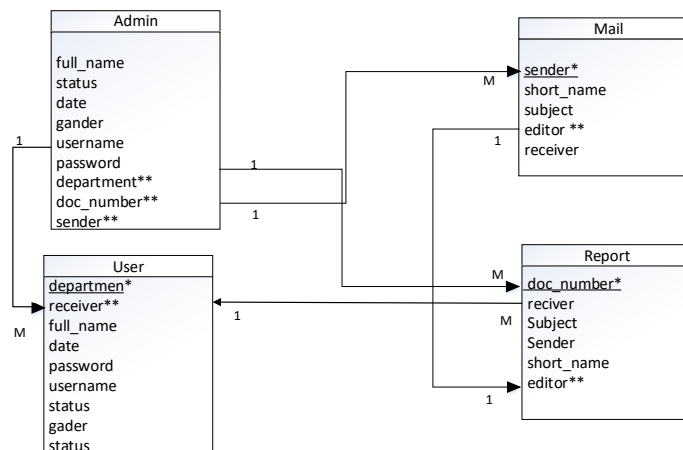 Admin
full_name
status
date
gander
username
password
department**
doc_number**
sender**
Mail
sender*
short_name
subject
editor **
receiver
User
departmen*
receiver**
full_name
date
password
username
status
gader
status
Report
doc_number*
reciver
Subject
Sender
short_name
editor**
1
M
1
1
M
1
M
1
M
1